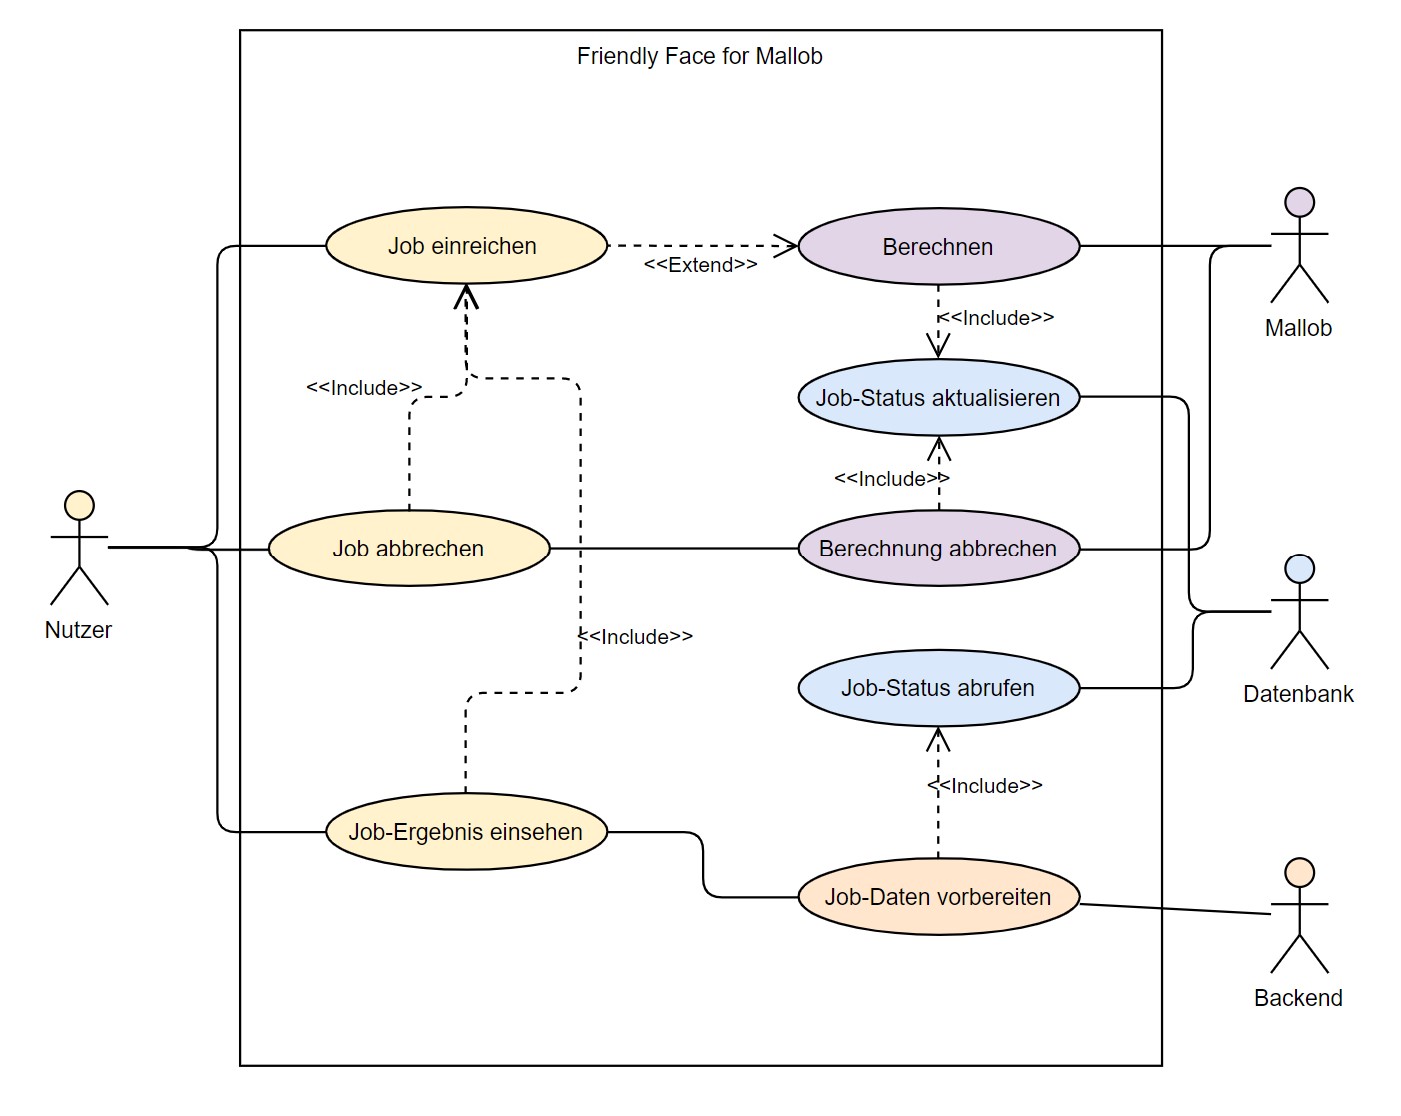 Friendly Face for Mallob
Job einreichen
<<Extend>>
Berechnen
Mallob
<<Include>>
<<Include>>
Job-Status aktualisieren
<<Include>>
Nutzer
Job abbrechen
Berechnung abbrechen
<<Include>>
Job-Status abrufen
Datenbank
<<Include>>
Job-Ergebnis einsehen
Job-Daten vorbereiten
Backend